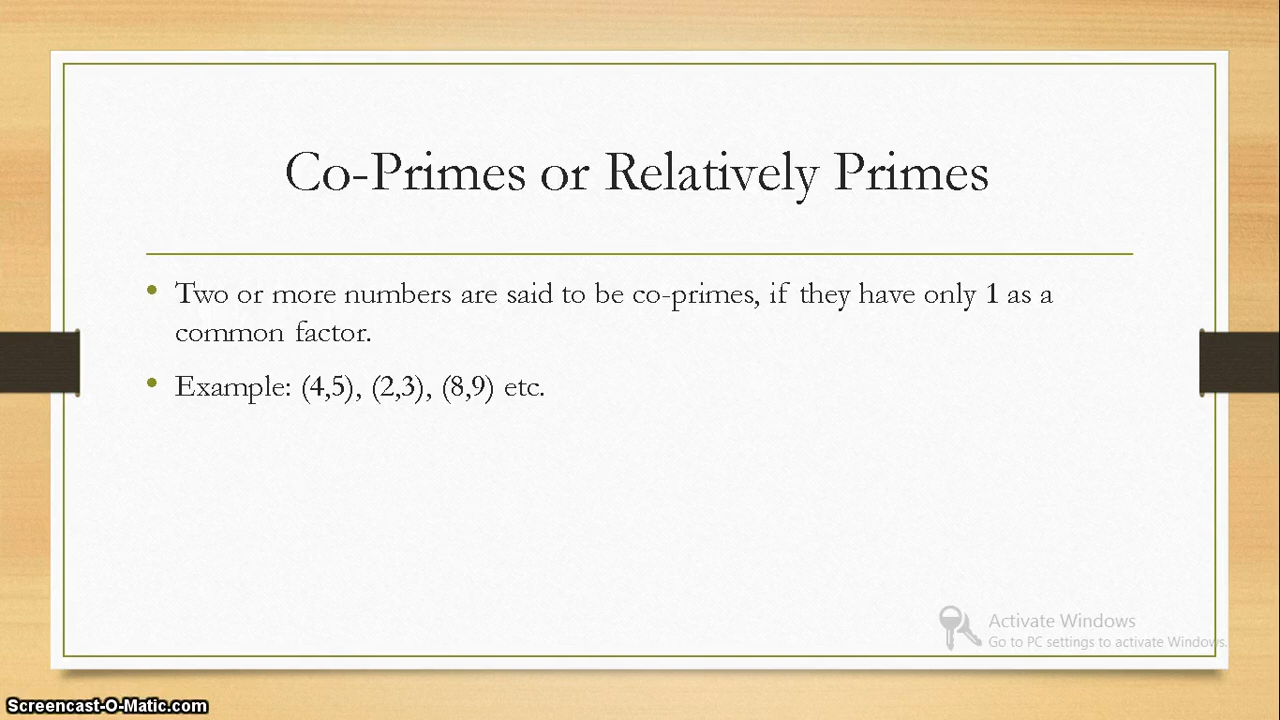 Co-Primes or Relatively Primes
• Two or more numbers are said to be co-primes, if they have only 1 as a
common factor.
• Example: (4,5), (2,3), (8,9) etc.
Activate Windows
Go to PC settings to activate Windows.
Screencast-O-Matic.com